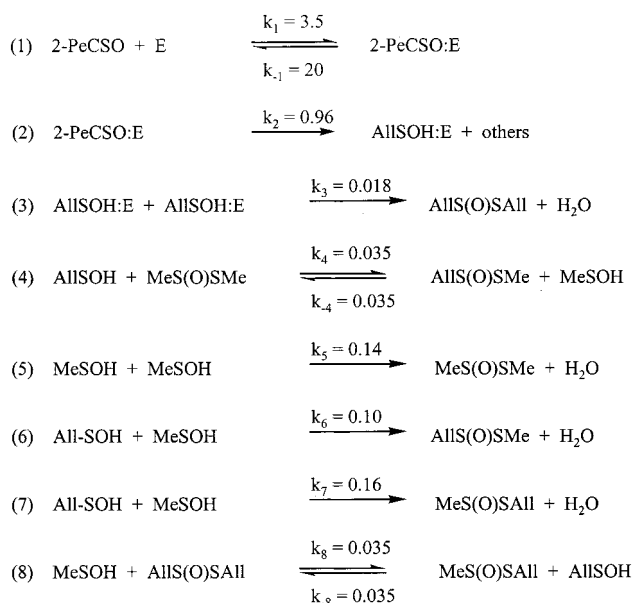 k₁ = 3.5
(1) 2-PeCSO + E ⇌ 2-PeCSO:E
k₋₁ = 20
k₂ = 0.96
(2) 2-PeCSO:E → AllSOH:E + others
k₃ = 0.018
(3) AllSOH:E + AllSOH:E → AllS(O)SAll + H₂O
k₄ = 0.035
(4) AllSOH + MeS(O)SMe ⇌ AllS(O)SMe + MeSOH
k₋₄ = 0.035
k₅ = 0.14
(5) MeSOH + MeSOH → MeS(O)SMe + H₂O
k₆ = 0.10
(6) All-SOH + MeSOH → AllS(O)SMe + H₂O
k₇ = 0.16
(7) All-SOH + MeSOH → MeS(O)SAll + H₂O
k₈ = 0.035
(8) MeSOH + AllS(O)SAll ⇌ MeS(O)SAll + AllSOH
k₋₈ = 0.035